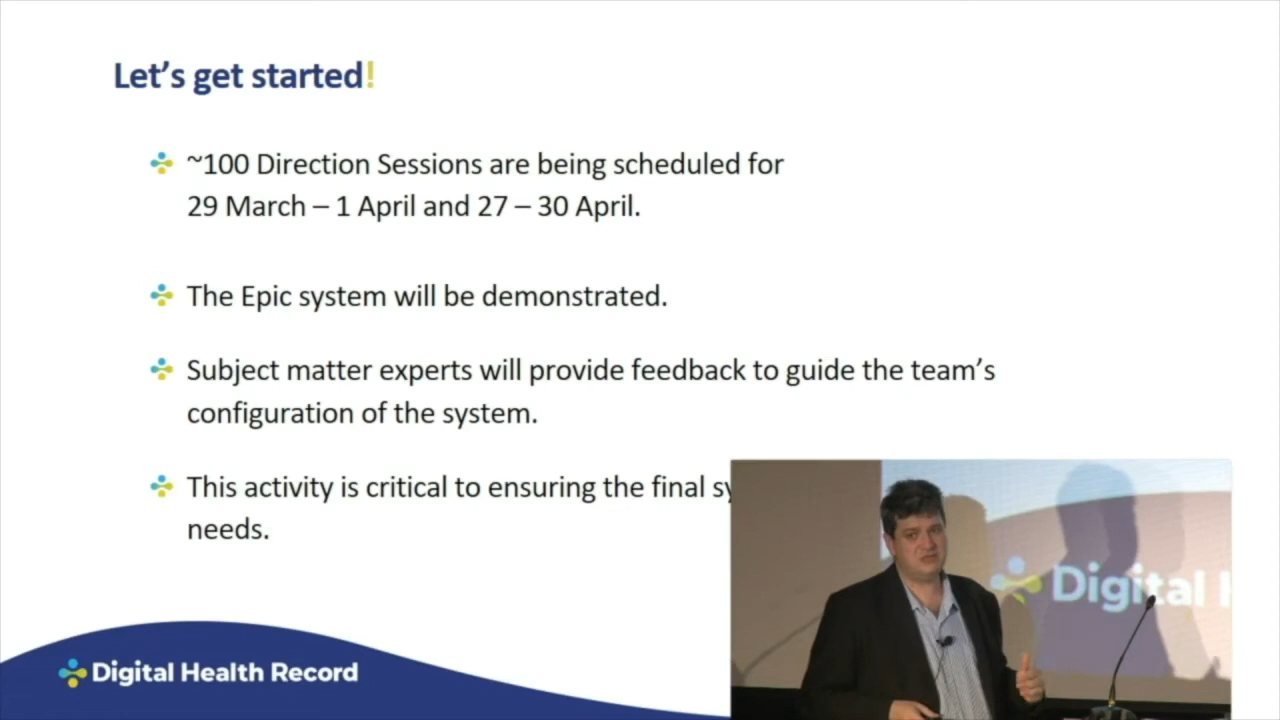 Let's get started!
~100 Direction Sessions are being scheduled for
29 March – 1 April and 27 – 30 April.
The Epic system will be demonstrated.
Subject matter experts will provide feedback to guide the team's
configuration of the system.
This activity is critical to ensuring the final
needs.
Digital
Digital Health Record